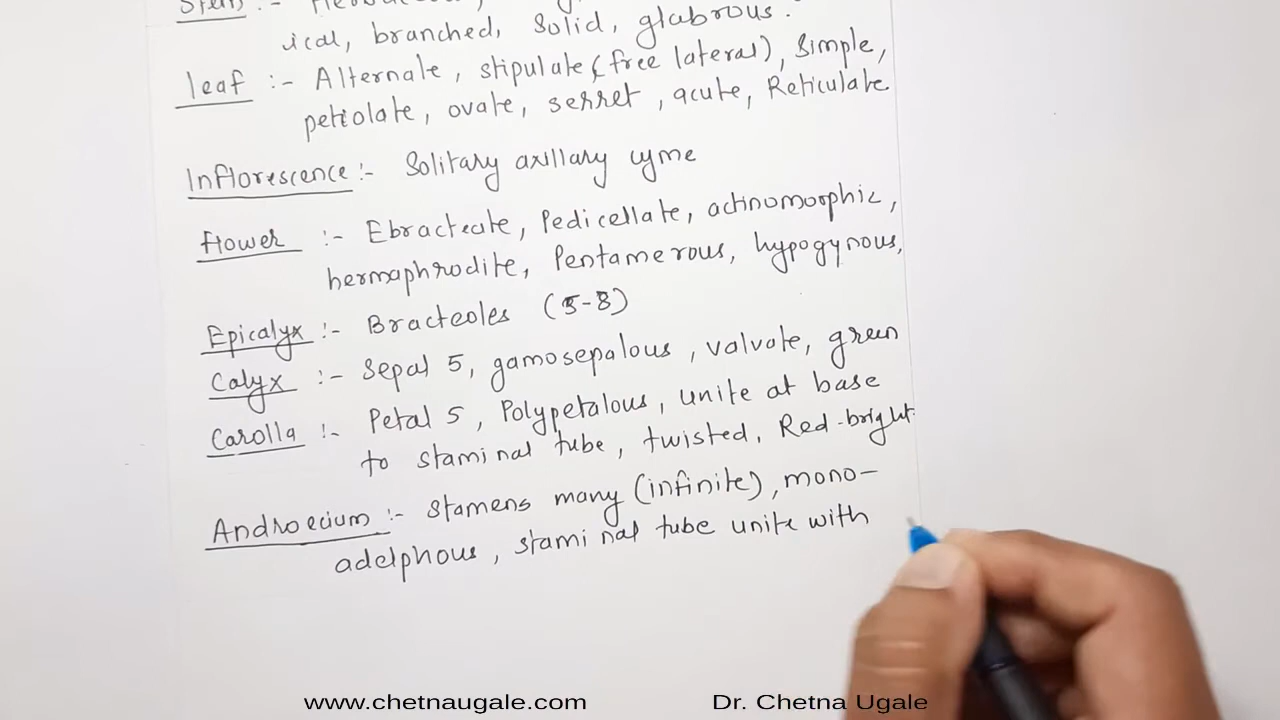 Stem :-
ical, branched, Solid, glabrous.
leaf :- Alternate, stipulate (free lateral), Simple,
petiolate, ovate, serret, acute, Reticulate
Inflorescence :- Solitary axillary cyme
flower :- Ebracteate, Pedicellate, actinomorphic,
hermaphrodite, Pentamerous, hypogynous,
Epicalyx :- Bracteoles (5-8)
Calyx :- Sepal 5, gamosepalous, valvate, green
Carolla :- Petal 5, Polypetalous, unite at base
to staminal tube, twisted, Red-bright
Androecium :- Stamens many (infinite), mono-
adelphous, staminal tube unite with
www.chetnaugale.com Dr. Chetna Ugale